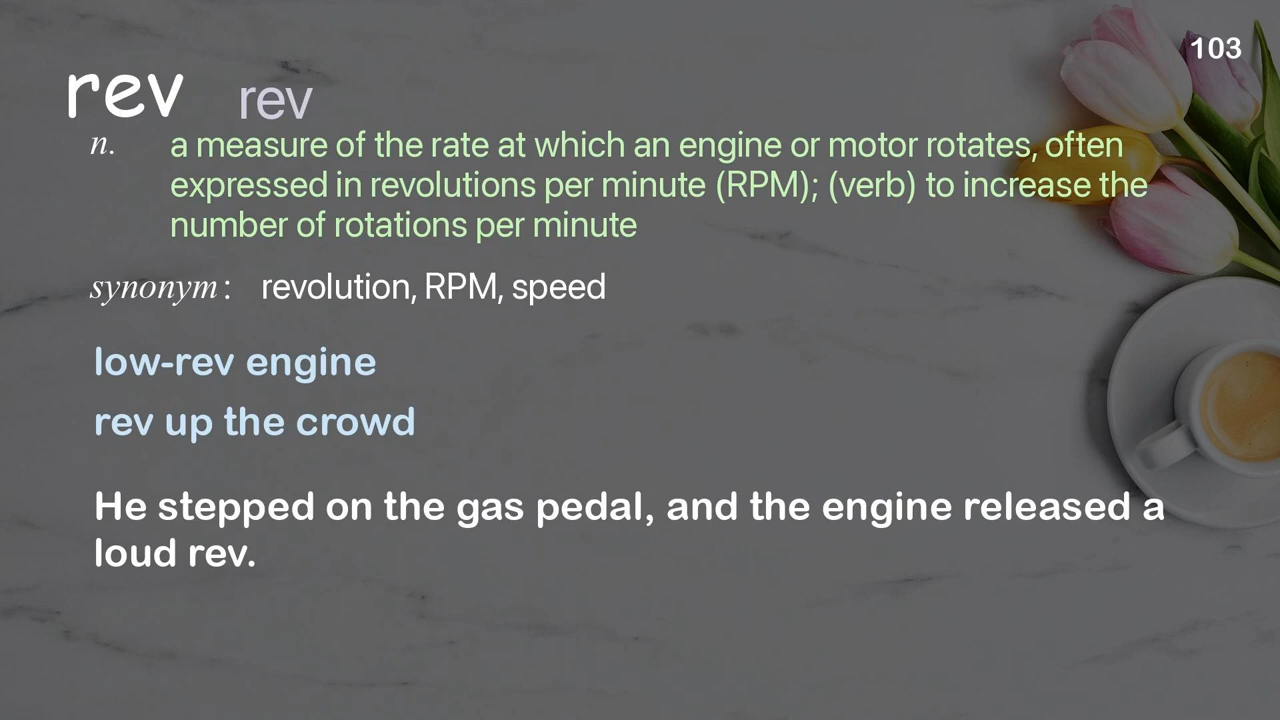 103
rev rev
n. a measure of the rate at which an engine or motor rotates, often
expressed in revolutions per minute (RPM); (verb) to increase the
number of rotations per minute
synonym: revolution, RPM, speed
low-rev engine
rev up the crowd
He stepped on the gas pedal, and the engine released a
loud rev.